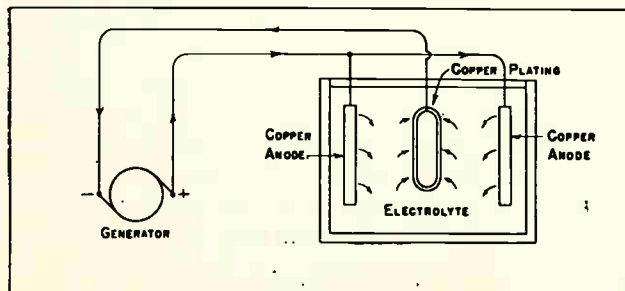 COPPER PLATING
COPPER
ANODE
COPPER
ANODE
ELECTROLYTE
− +
GENERATOR